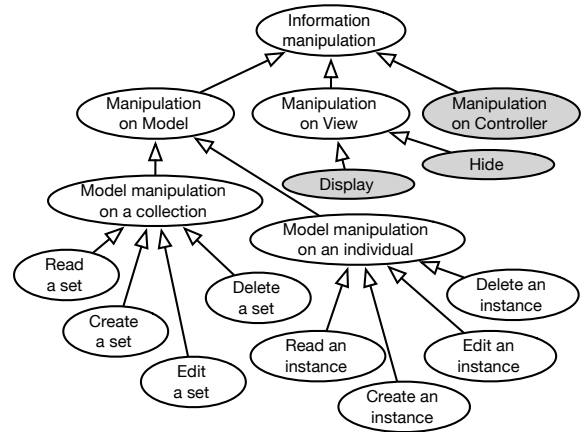 Information
manipulation
Manipulation
on Model
Manipulation
on View
Manipulation
on Controller
Hide
Display
Model manipulation
on a collection
Model manipulation
on an individual
Read
a set
Create
a set
Edit
a set
Delete
a set
Read an
instance
Create an
instance
Edit an
instance
Delete an
instance